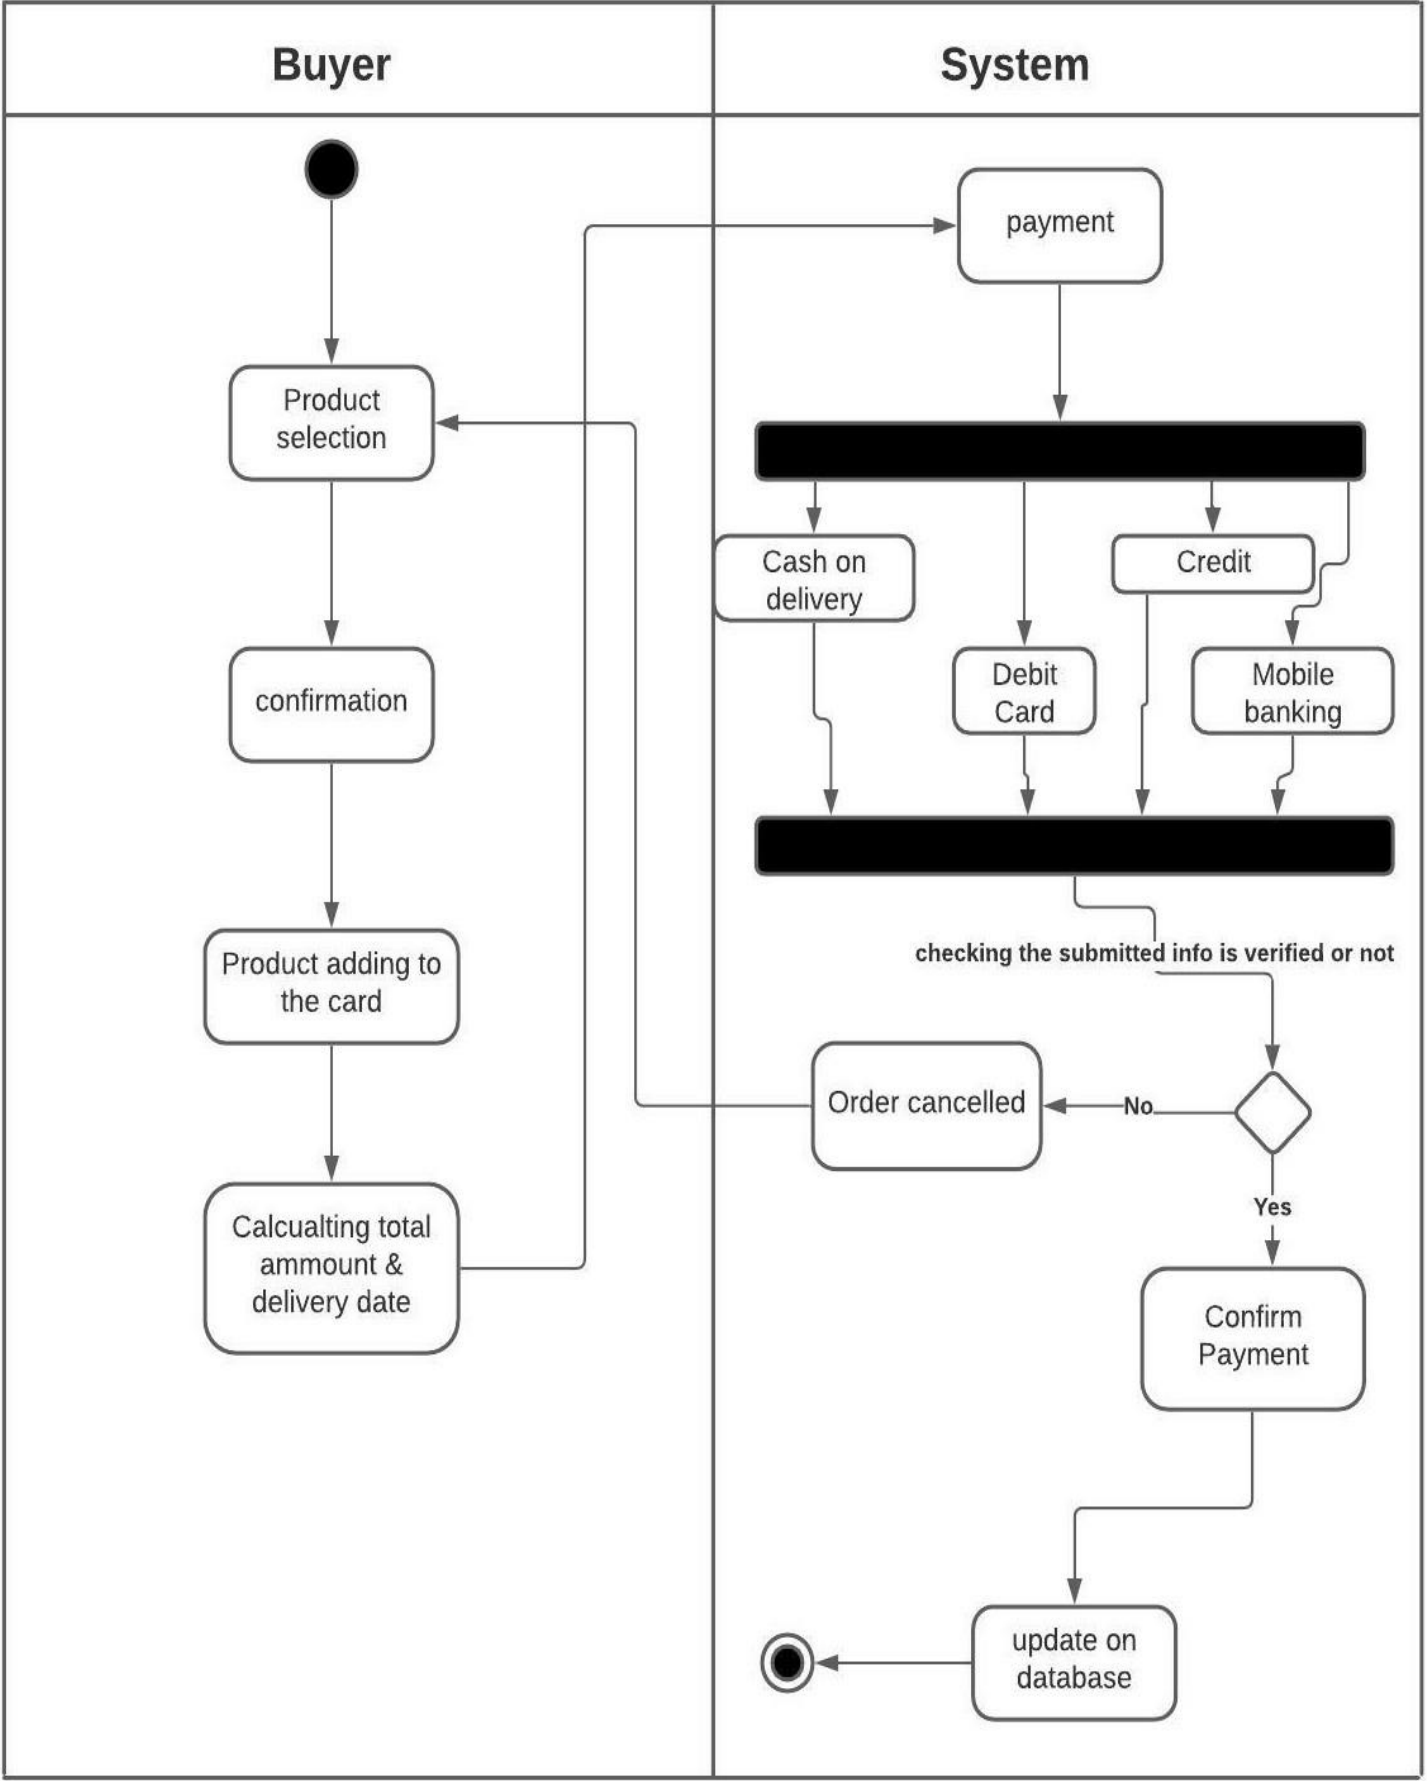 Buyer
System
Product
selection
confirmation
Product adding to
the card
Calcualting total
ammount &
delivery date
payment
Cash on
delivery
Debit
Card
Credit
Mobile
banking
checking the submitted info is verified or not
No
Order cancelled
Yes
Confirm
Payment
update on
database